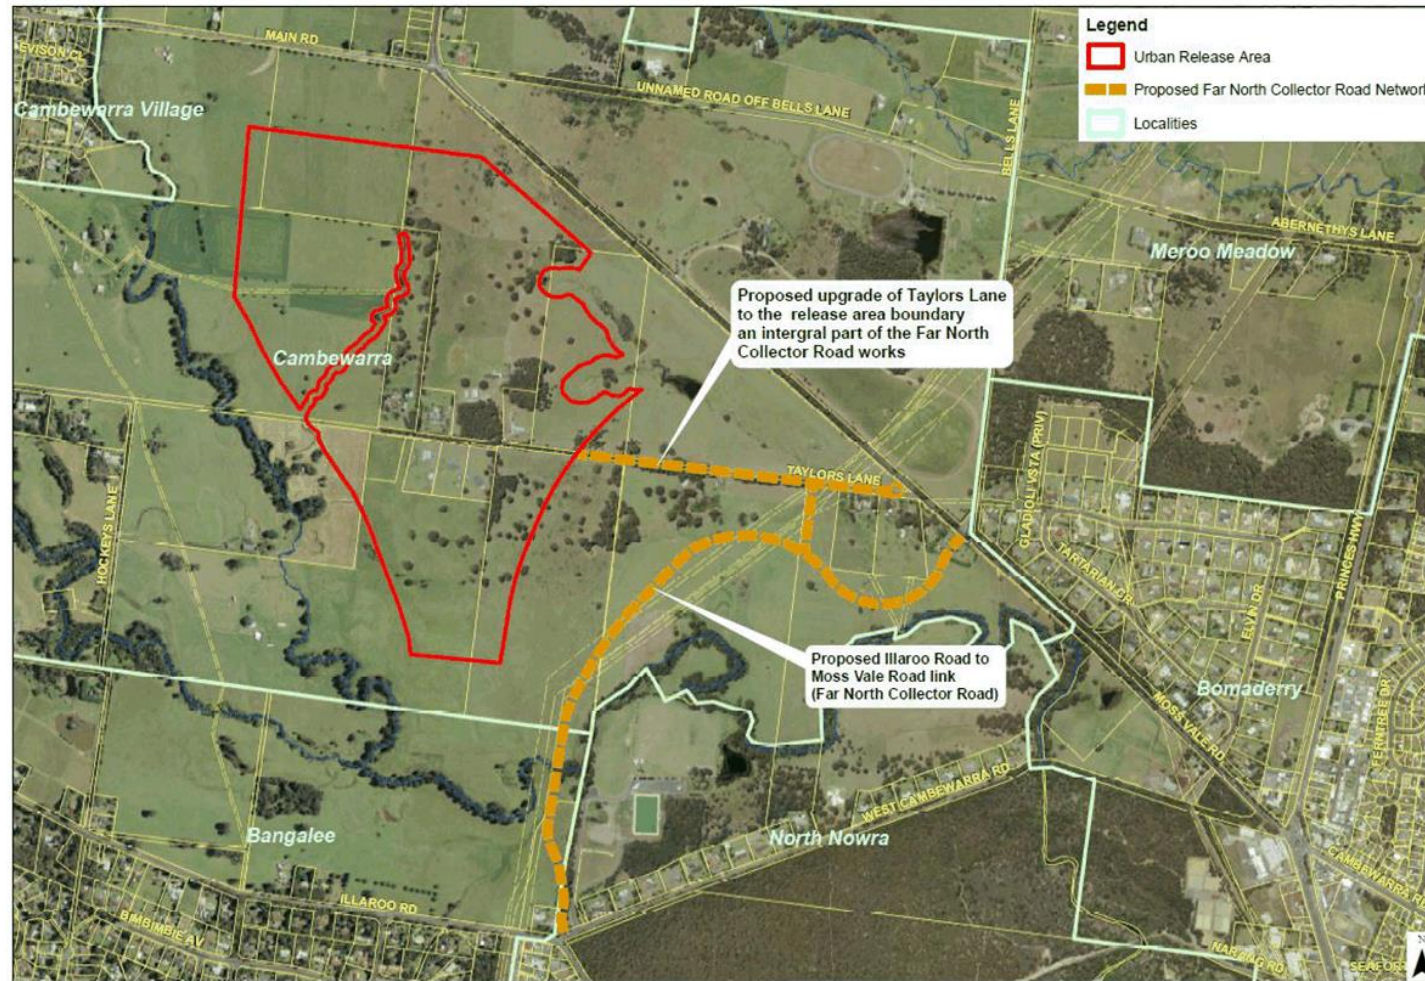 Legend
Urban Release Area
Proposed Far North Collector Road Network
Localities
MAIN RD
EVISON CL
Cambewarra Village
UNNAMED ROAD OFF BELLS LANE
BELLS LANE
ABERNETHYS LANE
Meroo Meadow
Proposed upgrade of Taylors Lane
to the release area boundary
an intergral part of the Far North
Collector Road works
Cambewarra
TAYLORS LANE
GLADIOLI VSTA (PRIV)
HOCKEYS LANE
TARTARIAN CR
ELVIN DR
PRINCES HWY
Proposed Illaroo Road to
Moss Vale Road link
(Far North Collector Road)
Bomaderry
MOSS VALE RD
FERNTREE DR
WEST CAMBEWARRA RD
North Nowra
Bangalee
ILLAROO RD
BIMBIMBIE AV
CAMBEWARRA RD
NARANG RD